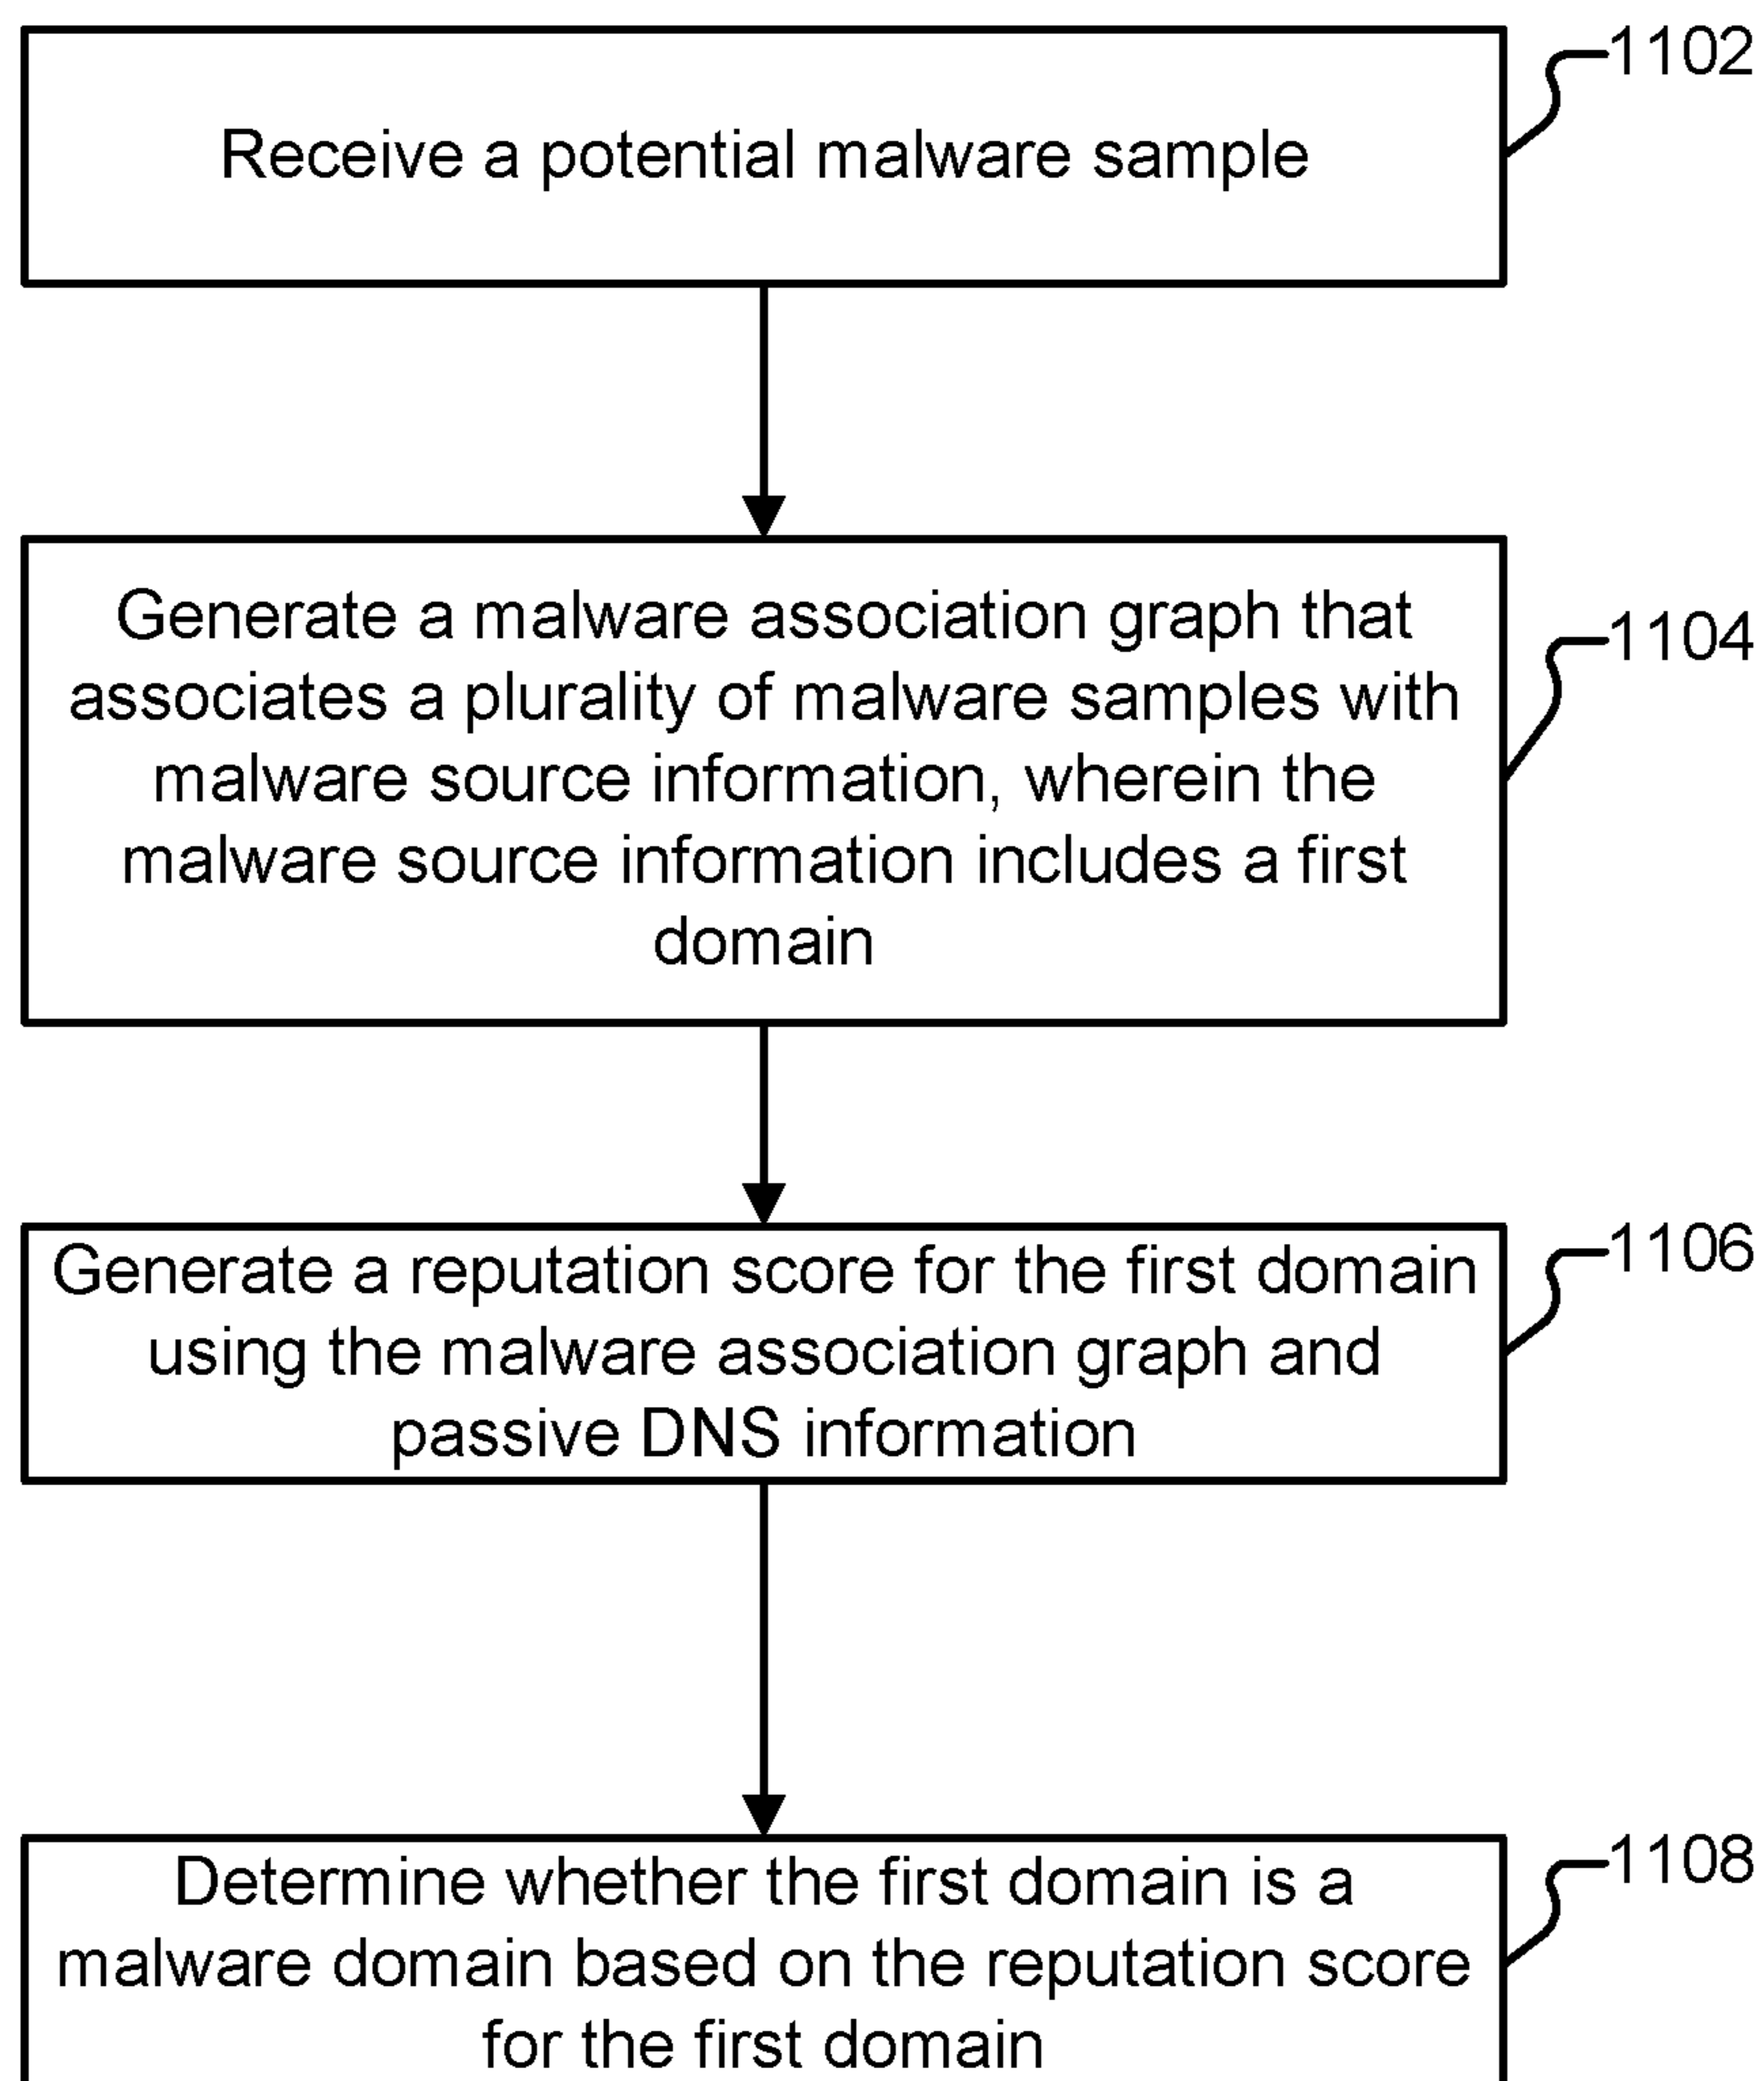 1102
Receive a potential malware sample
Generate a malware association graph that
1104
associates a plurality of malware samples with
malware source information, wherein the
malware source information includes a first
domain
1106
Generate a reputation score for the first domain
using the malware association graph and
passive DNS information
1108
Determine whether the first domain is a
malware domain based on the reputation score
for the first domain